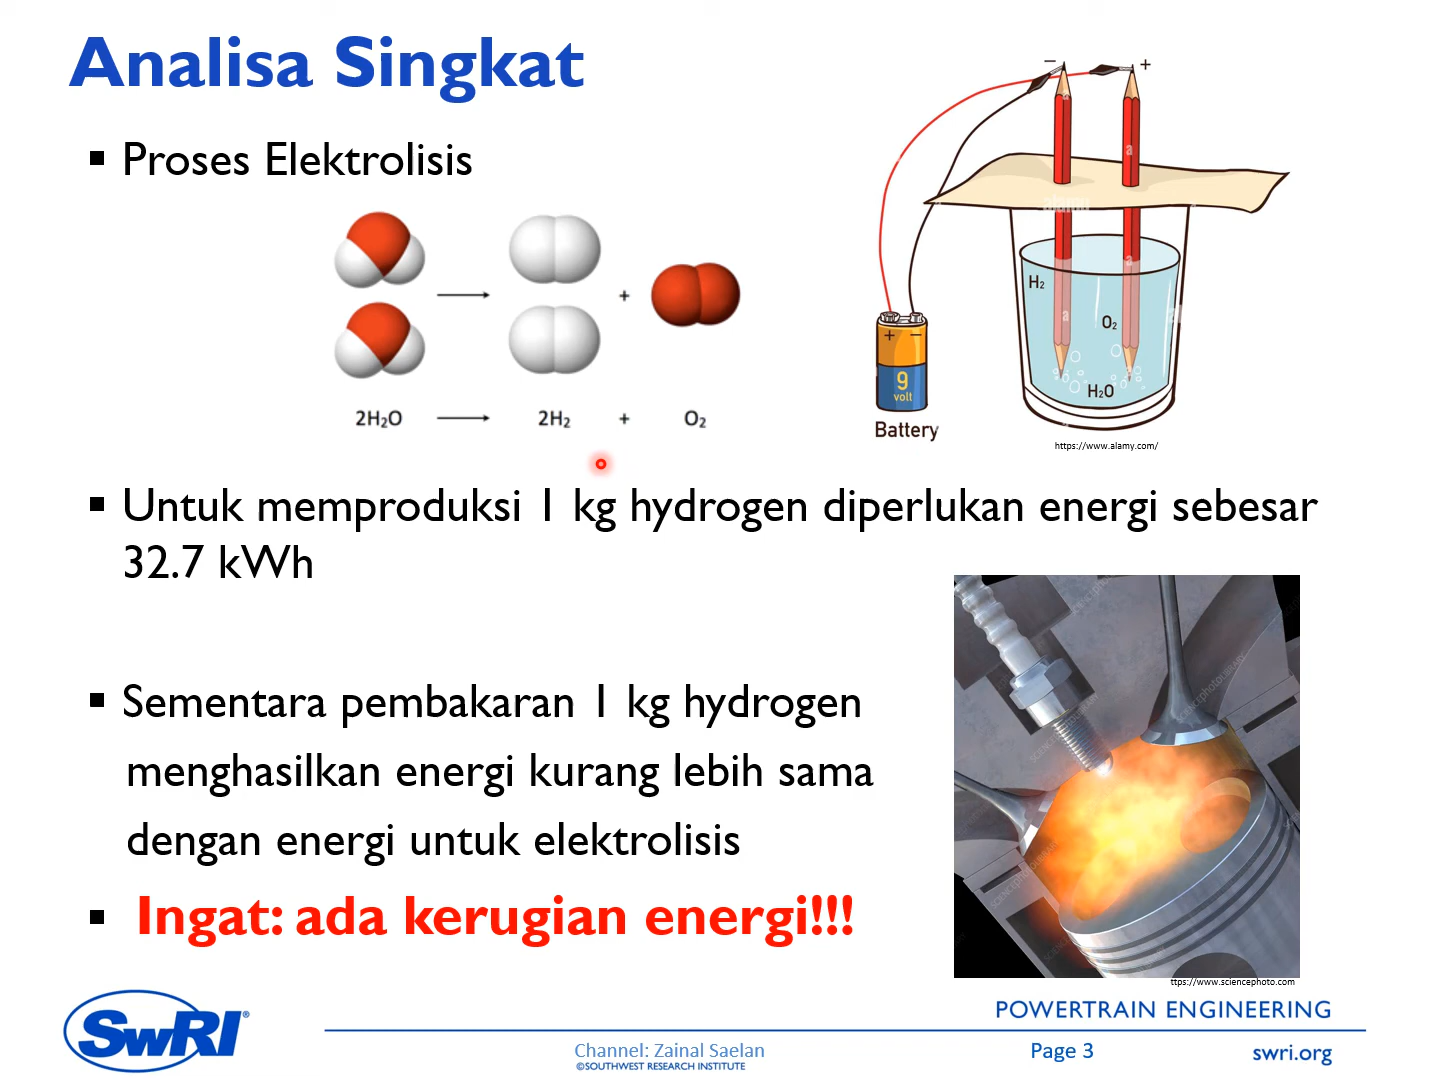 Analisa Singkat
Proses Elektrolisis
2H₂O → 2H₂ + O₂
− +
H₂
O₂
H₂O
+ −
9
volt
Battery
https://www.alamy.com/
Untuk memproduksi 1 kg hydrogen diperlukan energi sebesar
32.7 kWh
Sementara pembakaran 1 kg hydrogen
menghasilkan energi kurang lebih sama
dengan energi untuk elektrolisis
Ingat: ada kerugian energi!!!
ttps://www.sciencephoto.com
POWERTRAIN ENGINEERING
SwRI®
Channel: Zainal Saelan
©SOUTHWEST RESEARCH INSTITUTE
Page 3
swri.org